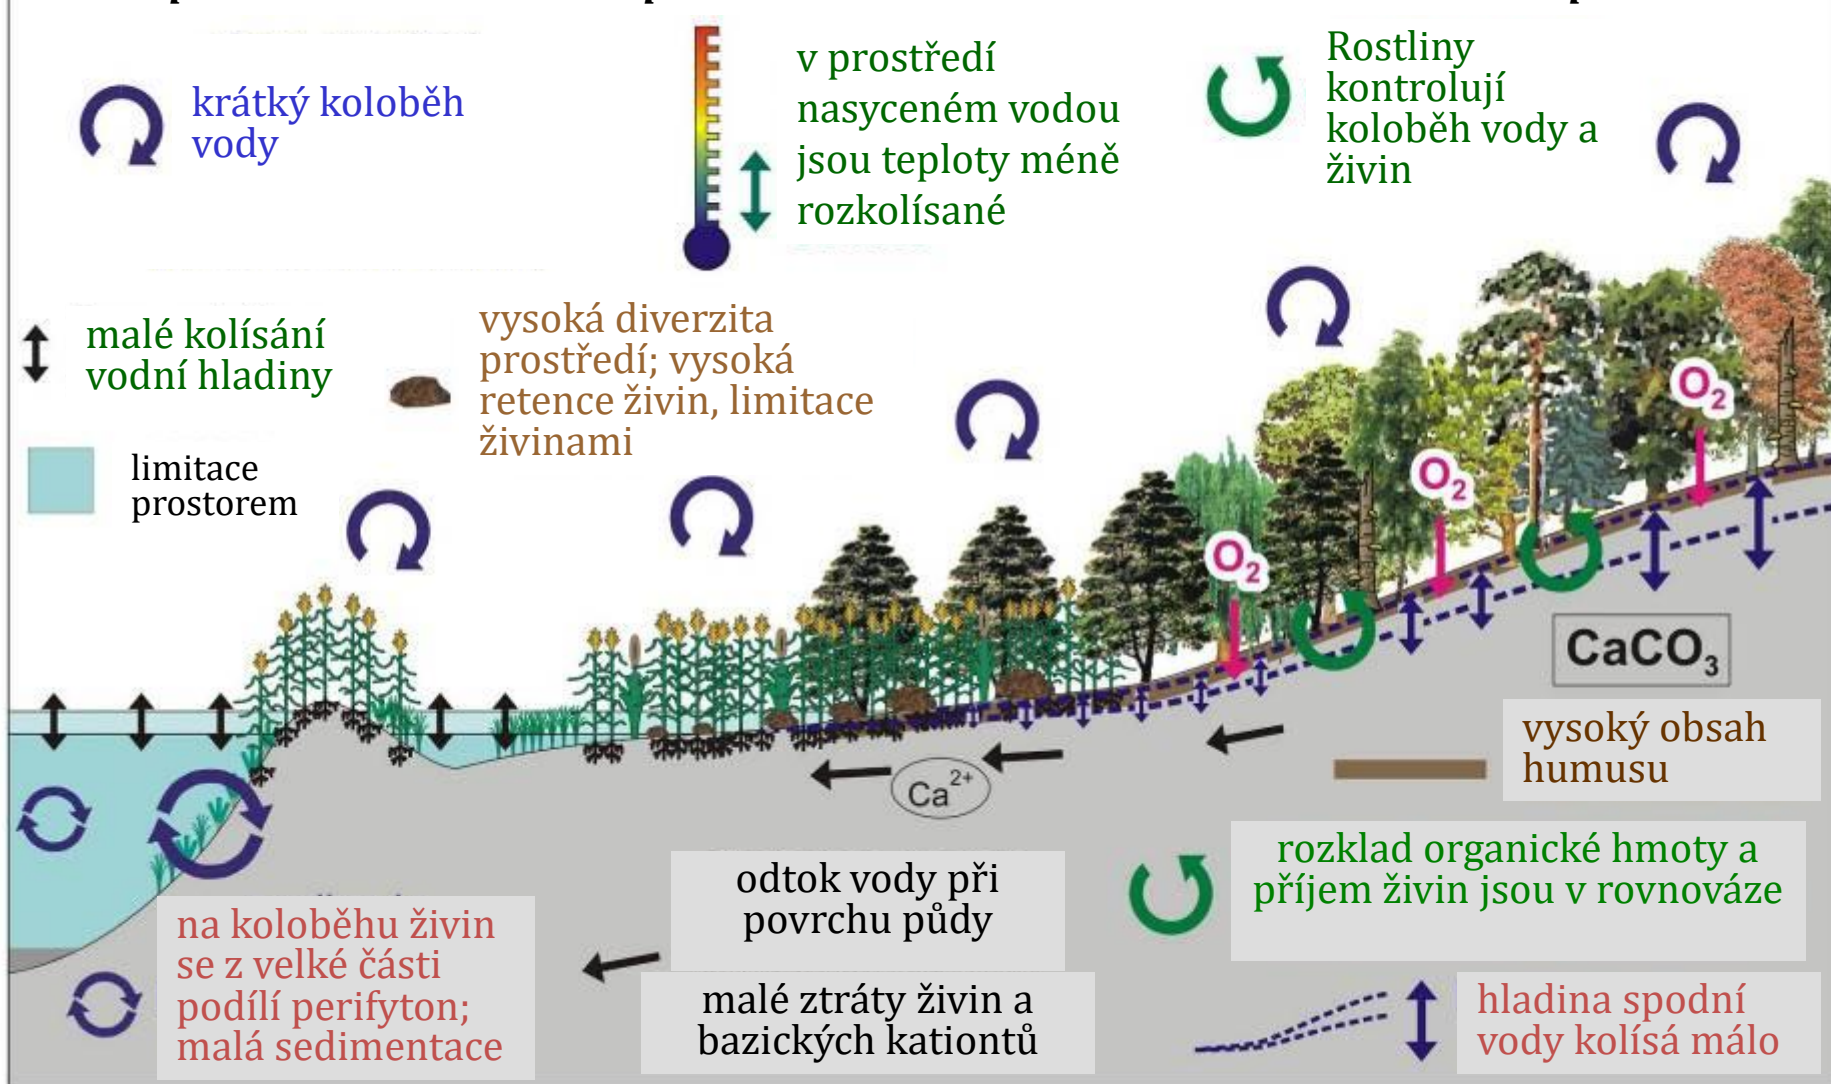 krátký koloběh
vody
v prostředí
nasyceném vodou
jsou teploty méně
rozkolísané
Rostliny
kontrolují
koloběh vody a
živin
malé kolísání
vodní hladiny
vysoká diverzita
prostředí; vysoká
retence živin, limitace
živinami
limitace
prostorem
O2
O2
O2
CaCO3
Ca2+
vysoký obsah
humusu
rozklad organické hmoty a
příjem živin jsou v rovnováze
odtok vody při
povrchu půdy
na koloběhu živin
se z velké části
podílí perifyton;
malá sedimentace
malé ztráty živin a
bazických kationtů
hladina spodní
vody kolísá málo